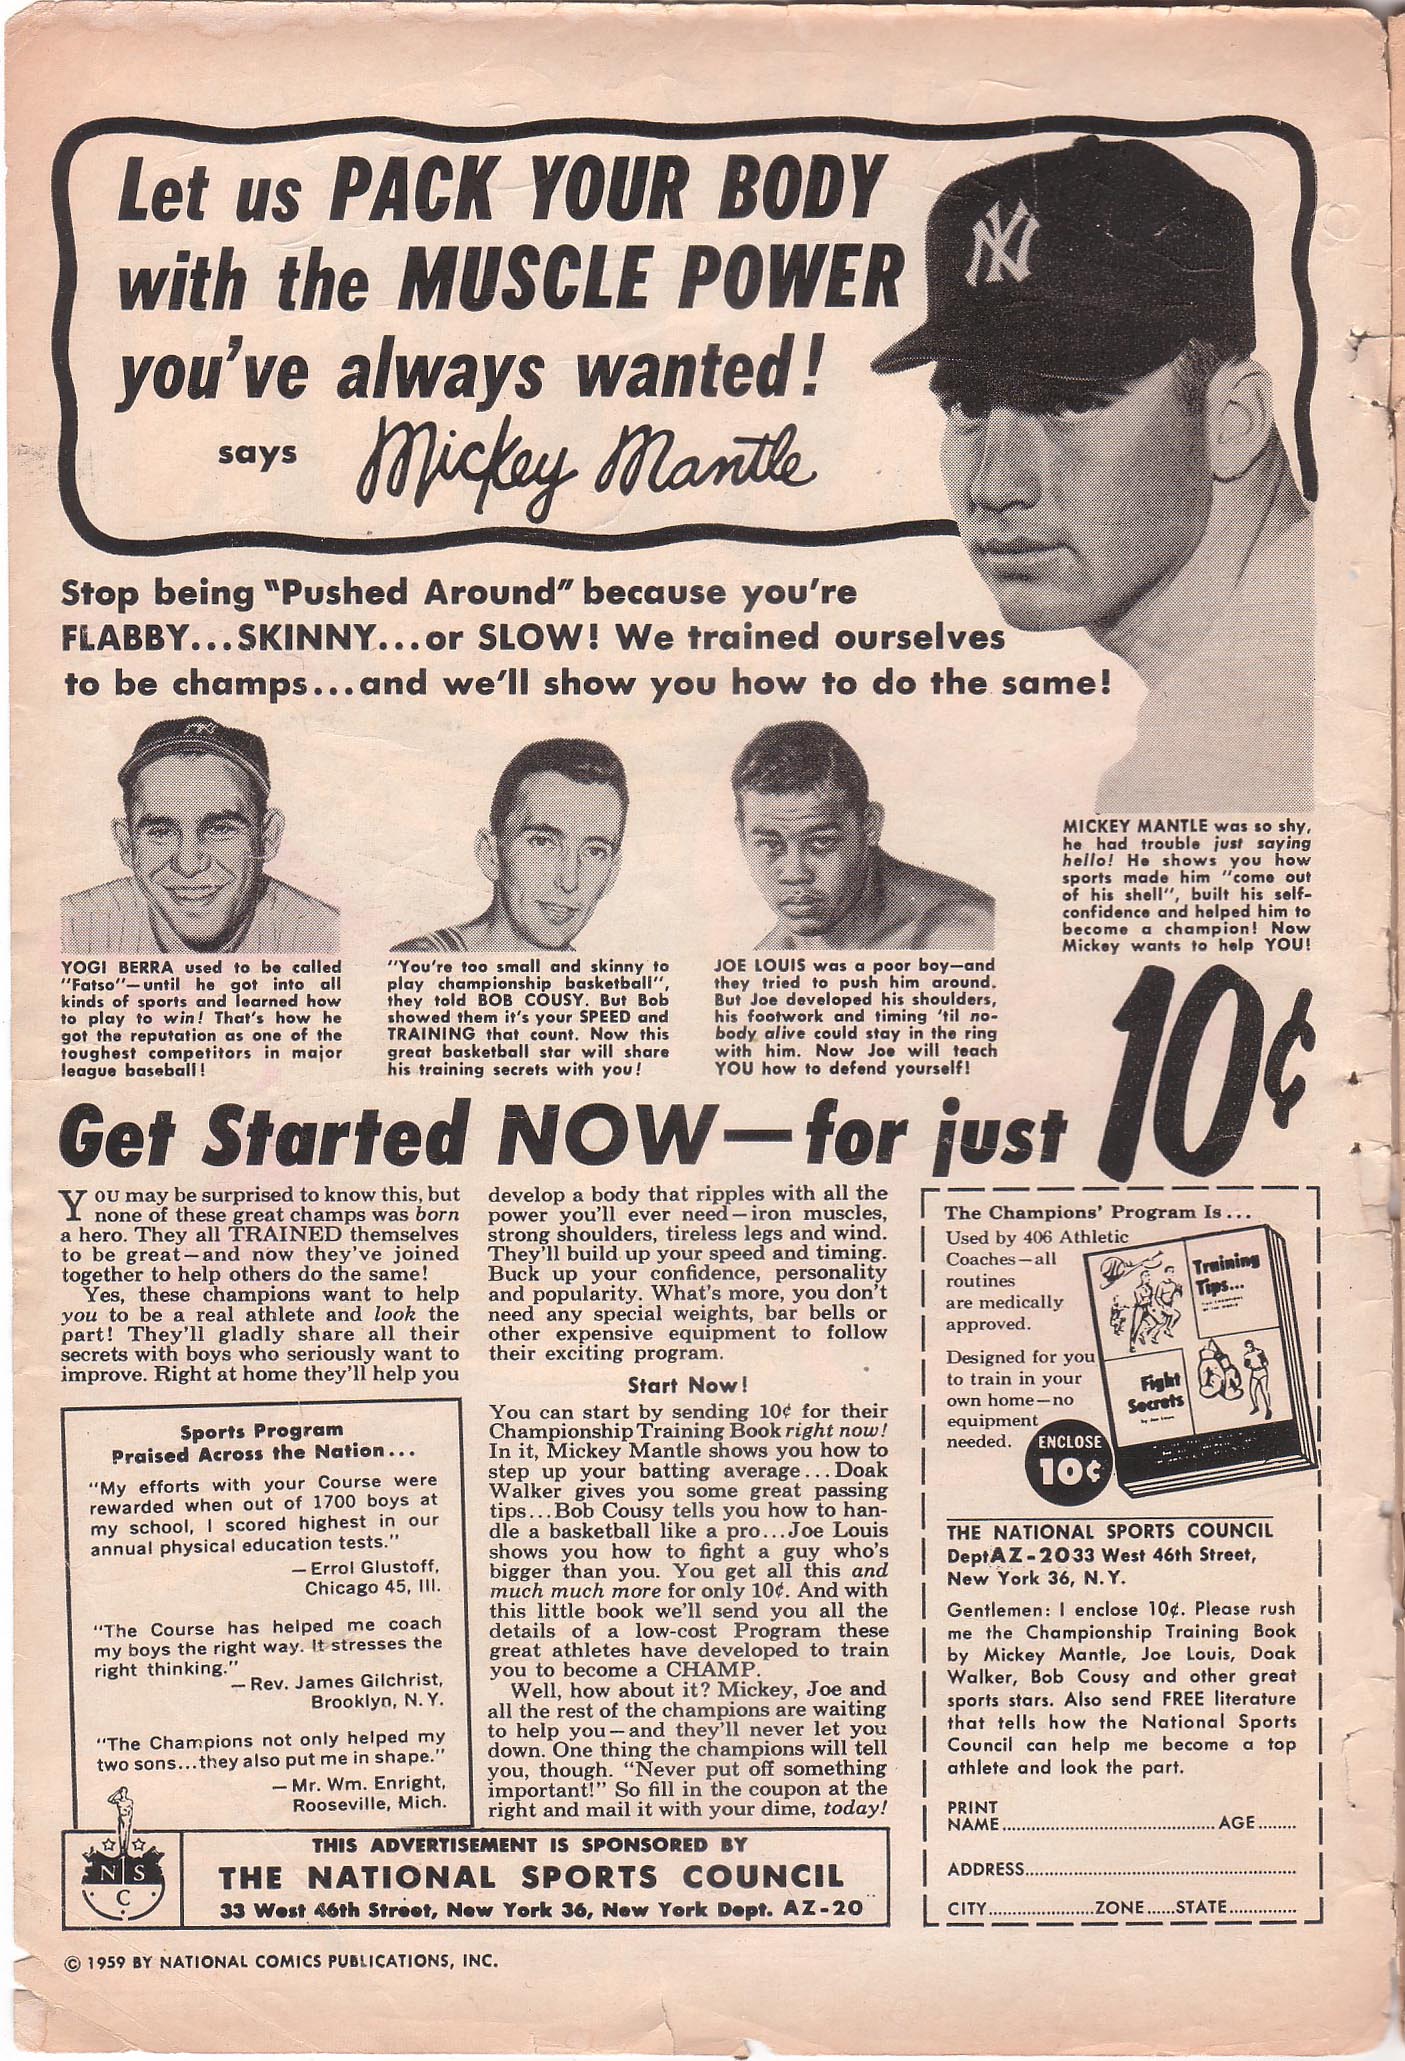 Let us PACK YOUR BODY
with the MUSCLE POWER
you've always wanted!
says Mickey Mantle
NY
Stop being "Pushed Around" because you're
FLABBY...SKINNY...or SLOW! We trained ourselves
to be champs...and we'll show you how to do the same!
MICKEY MANTLE was so shy,
he had trouble just saying
hello! He shows you how
sports made him "come out
of his shell", built his self-
confidence and helped him to
become a champion! Now
Mickey wants to help YOU!
YOGI BERRA used to be called
"Fatso"—until he got into all
kinds of sports and learned how
to play to win! That's how he
got the reputation as one of the
toughest competitors in major
league baseball!
"You're too small and skinny to
play championship basketball",
they told BOB COUSY. But Bob
showed them it's your SPEED and
TRAINING that count. Now this
great basketball star will share
his training secrets with you!
JOE LOUIS was a poor boy—and
they tried to push him around.
But Joe developed his shoulders,
his footwork and timing 'til no-
body alive could stay in the ring
with him. Now Joe will teach
YOU how to defend yourself!
Get Started NOW—for just 10¢
YOU may be surprised to know this, but
none of these great champs was born
a hero. They all TRAINED themselves
to be great—and now they've joined
together to help others do the same!
Yes, these champions want to help
you to be a real athlete and look the
part! They'll gladly share all their
secrets with boys who seriously want to
improve. Right at home they'll help you
develop a body that ripples with all the
power you'll ever need—iron muscles,
strong shoulders, tireless legs and wind.
They'll build up your speed and timing.
Buck up your confidence, personality
and popularity. What's more, you don't
need any special weights, bar bells or
other expensive equipment to follow
their exciting program.
Start Now!
You can start by sending 10¢ for their
Championship Training Book right now!
In it, Mickey Mantle shows you how to
step up your batting average...Doak
Walker gives you some great passing
tips...Bob Cousy tells you how to han-
dle a basketball like a pro...Joe Louis
shows you how to fight a guy who's
bigger than you. You get all this and
much much more for only 10¢. And with
this little book we'll send you all the
details of a low-cost Program these
great athletes have developed to train
you to become a CHAMP.
Well, how about it? Mickey, Joe and
all the rest of the champions are waiting
to help you—and they'll never let you
down. One thing the champions will tell
you, though. "Never put off something
important!" So fill in the coupon at the
right and mail it with your dime, today!
Sports Program
Praised Across the Nation...
"My efforts with your Course were
rewarded when out of 1700 boys at
my school, I scored highest in our
annual physical education tests."
—Errol Glustoff,
Chicago 45, Ill.
"The Course has helped me coach
my boys the right way. It stresses the
right thinking."
—Rev. James Gilchrist,
Brooklyn, N.Y.
"The Champions not only helped my
two sons...they also put me in shape."
—Mr. Wm. Enright,
Rooseville, Mich.
NSC
THIS ADVERTISEMENT IS SPONSORED BY
THE NATIONAL SPORTS COUNCIL
33 West 46th Street, New York 36, New York Dept. AZ-20
The Champions' Program Is...
Used by 406 Athletic
Coaches—all
routines
are medically
approved.
Designed for you
to train in your
own home—no
equipment
needed.
Training
Tips...
Fight
Secrets
by Joe Louis
ENCLOSE
10¢
THE NATIONAL SPORTS COUNCIL
Dept AZ-20 33 West 46th Street,
New York 36, N.Y.
Gentlemen: I enclose 10¢. Please rush
me the Championship Training Book
by Mickey Mantle, Joe Louis, Doak
Walker, Bob Cousy and other great
sports stars. Also send FREE literature
that tells how the National Sports
Council can help me become a top
athlete and look the part.
PRINT
NAME........................................AGE.......
ADDRESS..................................................
CITY....................ZONE.....STATE............
© 1959 BY NATIONAL COMICS PUBLICATIONS, INC.